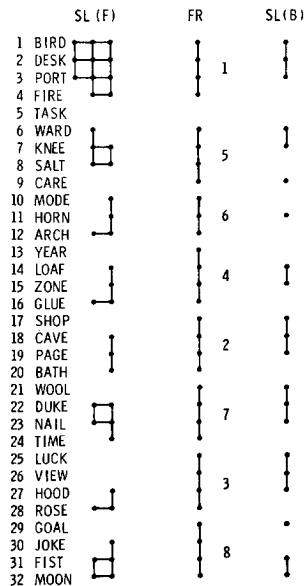 SL(F) FR SL(B)
1 BIRD
2 DESK
3 PORT 1
4 FIRE
5 TASK
6 WARD
7 KNEE 5
8 SALT
9 CARE
10 MODE
11 HORN 6
12 ARCH
13 YEAR
14 LOAF
15 ZONE 4
16 GLUE
17 SHOP
18 CAVE
19 PAGE 2
20 BATH
21 WOOL
22 DUKE
23 NAIL 7
24 TIME
25 LUCK
26 VIEW
27 HOOD 3
28 ROSE
29 GOAL
30 JOKE
31 FIST 8
32 MOON